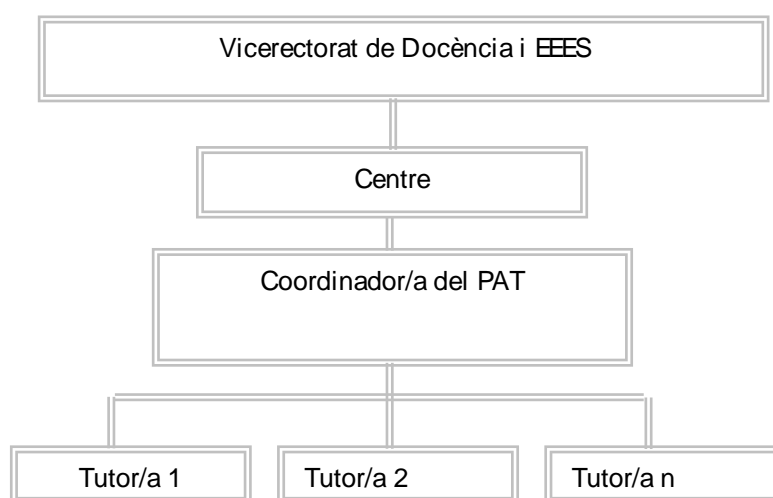 Vicerectorat de Docència i EEES
Centre
Coordinador/a del PAT
Tutor/a 1
Tutor/a 2
Tutor/a n